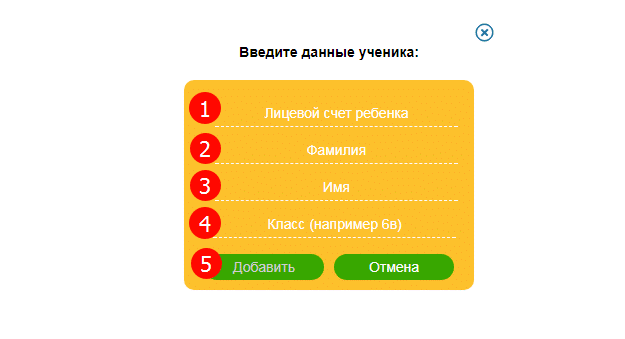 Введите данные ученика:
1 Лицевой счет ребенка
2 Фамилия
3 Имя
4 Класс (например 6в)
5 Добавить Отмена